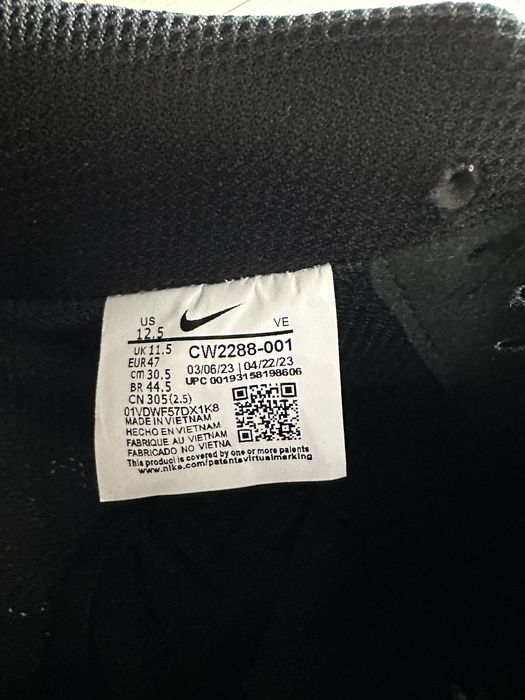 US VE
12.5
UK 11.5 CW2288-001
EUR 47
cm 30.5 03/06/23 | 04/22/23
BR 44.5 UPC 00193158198606
CN 305(2.5)
01VDWF57DX1K8
MADE IN VIETNAM
HECHO EN VIETNAM
FABRIQUE AU VIETNAM
FABRICADO NO VIETNA
This product is covered by one or more patents
www.nike.com/patentsvirtualmarking